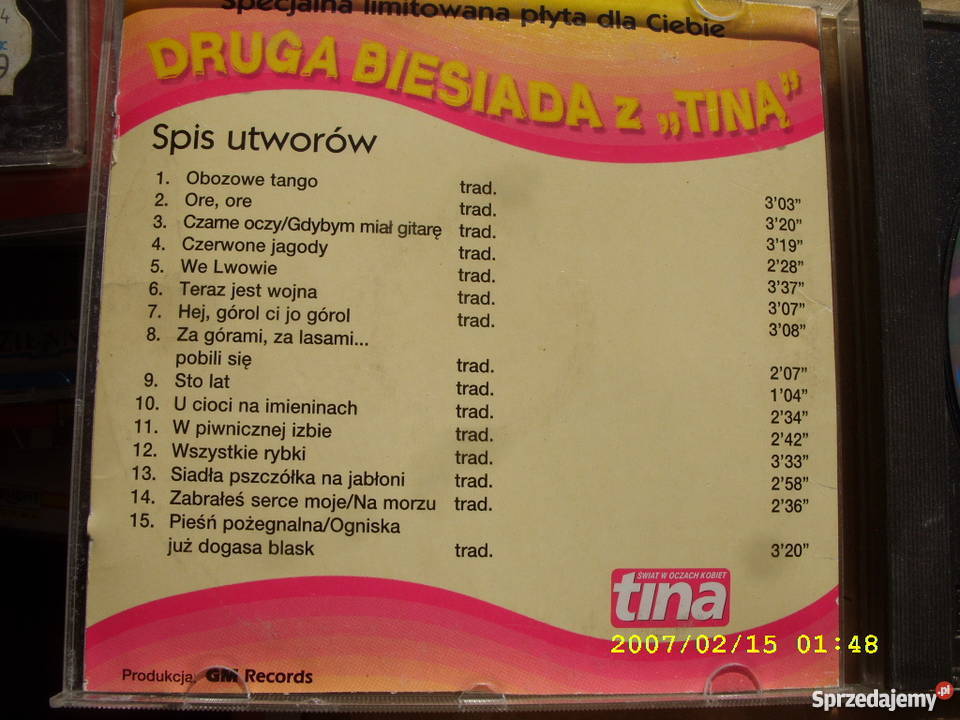 Specjalna limitowana płyta dla Ciebie
DRUGA BIESIADA z „TINĄ”
Spis utworów
1. Obozowe tango trad. 3’03”
2. Ore, ore trad. 3’20”
3. Czarne oczy/Gdybym miał gitarę trad. 3’19”
4. Czerwone jagody trad. 2’28”
5. We Lwowie trad. 3’37”
6. Teraz jest wojna trad. 3’07”
7. Hej, górol ci jo górol trad. 3’08”
8. Za górami, za lasami...
pobili się trad. 2’07”
9. Sto lat trad. 1’04”
10. U cioci na imieninach trad. 2’34”
11. W piwnicznej izbie trad. 2’42”
12. Wszystkie rybki trad. 3’33”
13. Siadła pszczółka na jabłoni trad. 2’58”
14. Zabrałeś serce moje/Na morzu trad. 2’36”
15. Pieśń pożegnalna/Ogniska
już dogasa blask trad. 3’20”
ŚWIAT W OCZACH KOBIET
tina
2007/02/15 01:48
Produkcja: GM Records
Sprzedajemy.pl